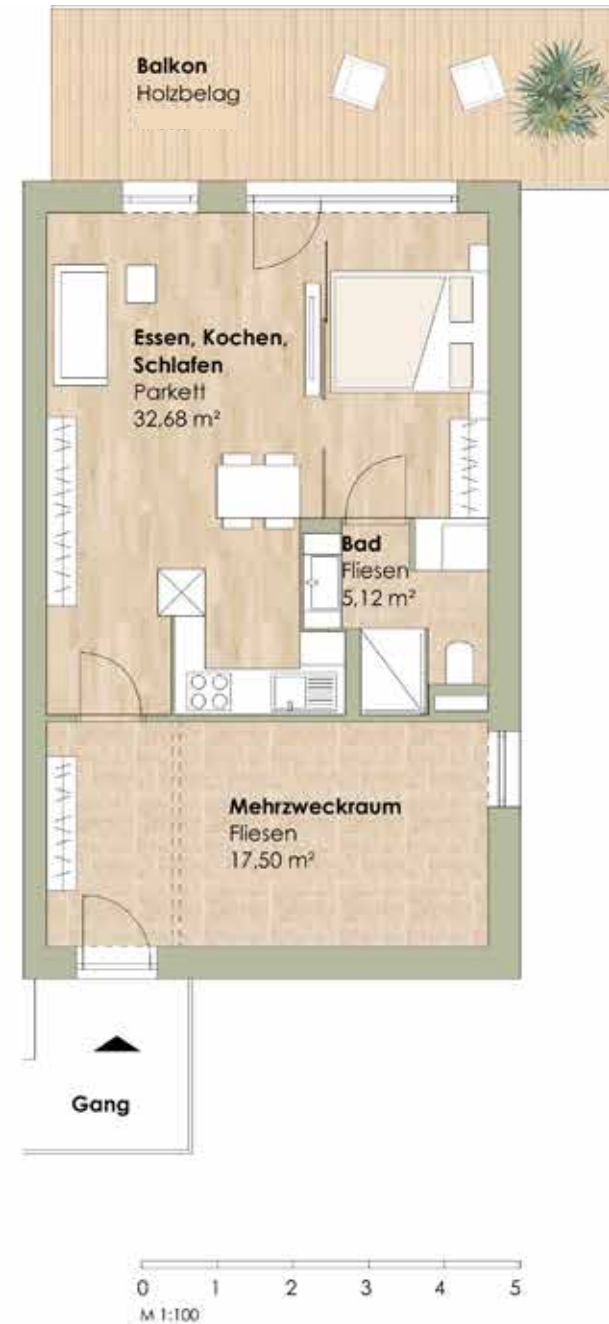 Balkon
Holzbelag
Essen, Kochen,
Schlafen
Parkett
32,68 m²
Bad
Fliesen
5,12 m²
Mehrzweckraum
Fliesen
17,50 m²
Gang
0 1 2 3 4 5
M 1:100